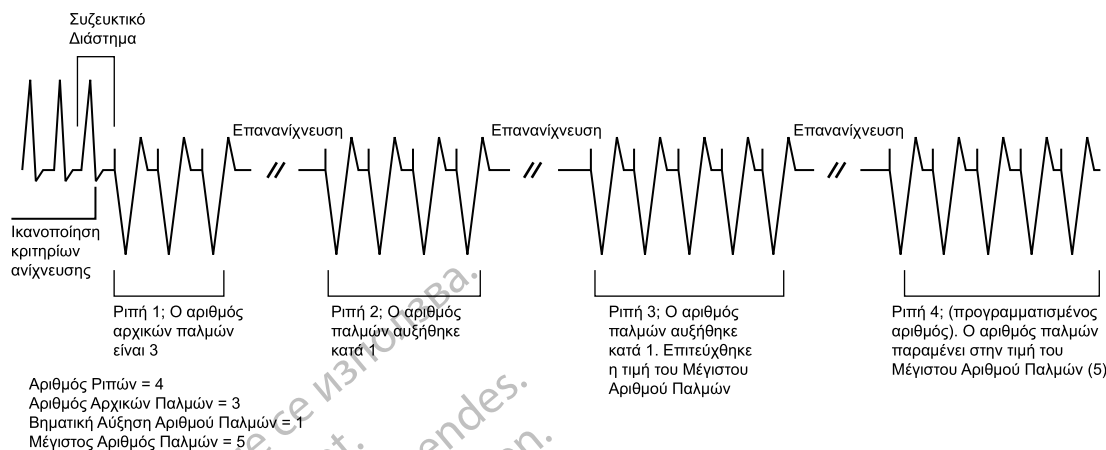 Συζευκτικό
Διάστημα
Επανανίχνευση
Επανανίχνευση
Επανανίχνευση
Ικανοποίηση
κριτηρίων
ανίχνευσης
Ριπή 1; Ο αριθμός
αρχικών παλμών
είναι 3
Ριπή 2; Ο αριθμός
παλμών αυξήθηκε
κατά 1
Ριπή 3; Ο αριθμός
παλμών αυξήθηκε
κατά 1. Επιτεύχθηκε
η τιμή του Μέγιστου
Αριθμού Παλμών
Ριπή 4; (προγραμματισμένος
αριθμός). Ο αριθμός παλμών
παραμένει στην τιμή του
Μέγιστου Αριθμού Παλμών (5)
Αριθμός Ριπών = 4
Αριθμός Αρχικών Παλμών = 3
Βηματική Αύξηση Αριθμού Παλμών = 1
Μέγιστος Αριθμός Παλμών = 5
се използва.